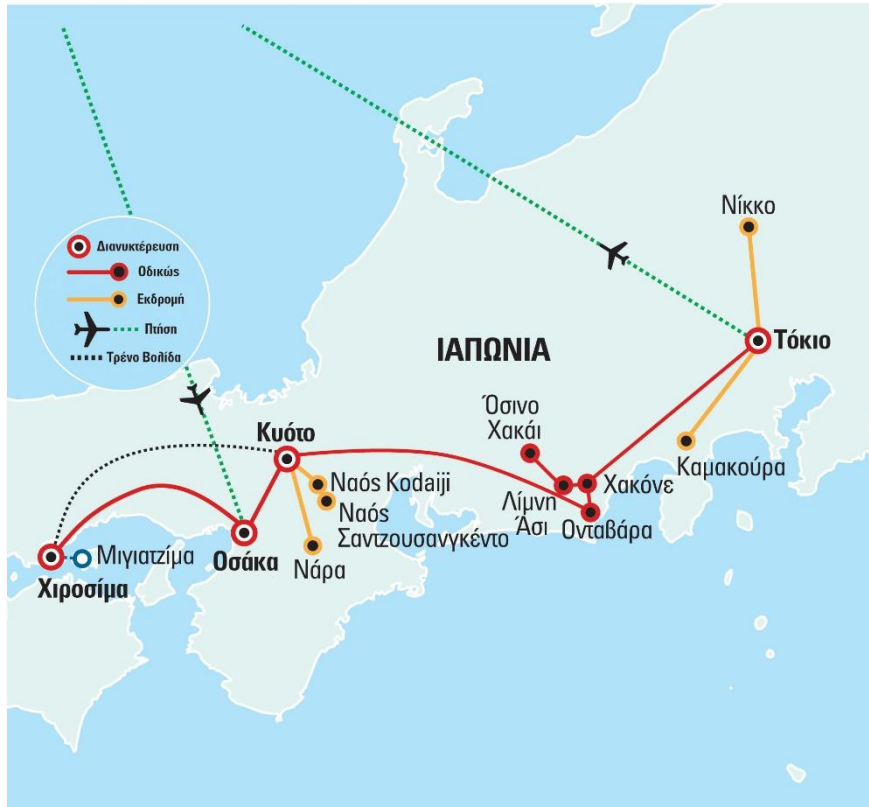 Νίκκο
Διανυκτέρευση
Οδικώς
Εκδρομή
Πτήση
Τρένο Βολίδα
ΙΑΠΩΝΙΑ
Τόκιο
Όσινο
Χακάι
Κυότο
Καμακούρα
Ναός Kodaiji
Ναός
Σαντζουσανγκέντο
Λίμνη
Άσι
Χακόνε
Ονταβάρα
Μιγιατζίμα
Οσάκα
Νάρα
Χιροσίμα